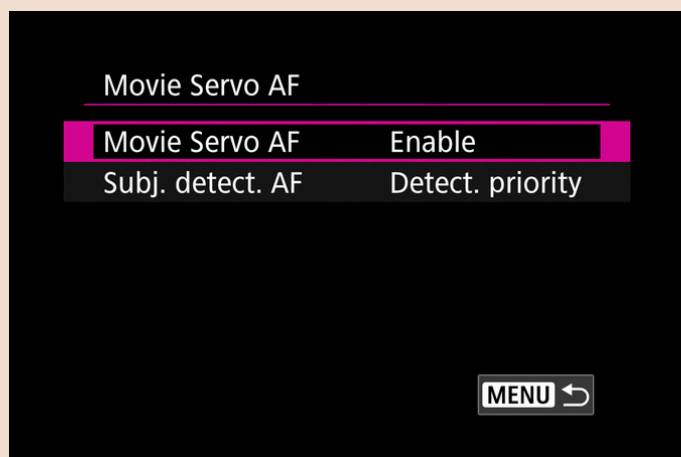 Movie Servo AF
Movie Servo AF Enable
Subj. detect. AF Detect. priority
MENU